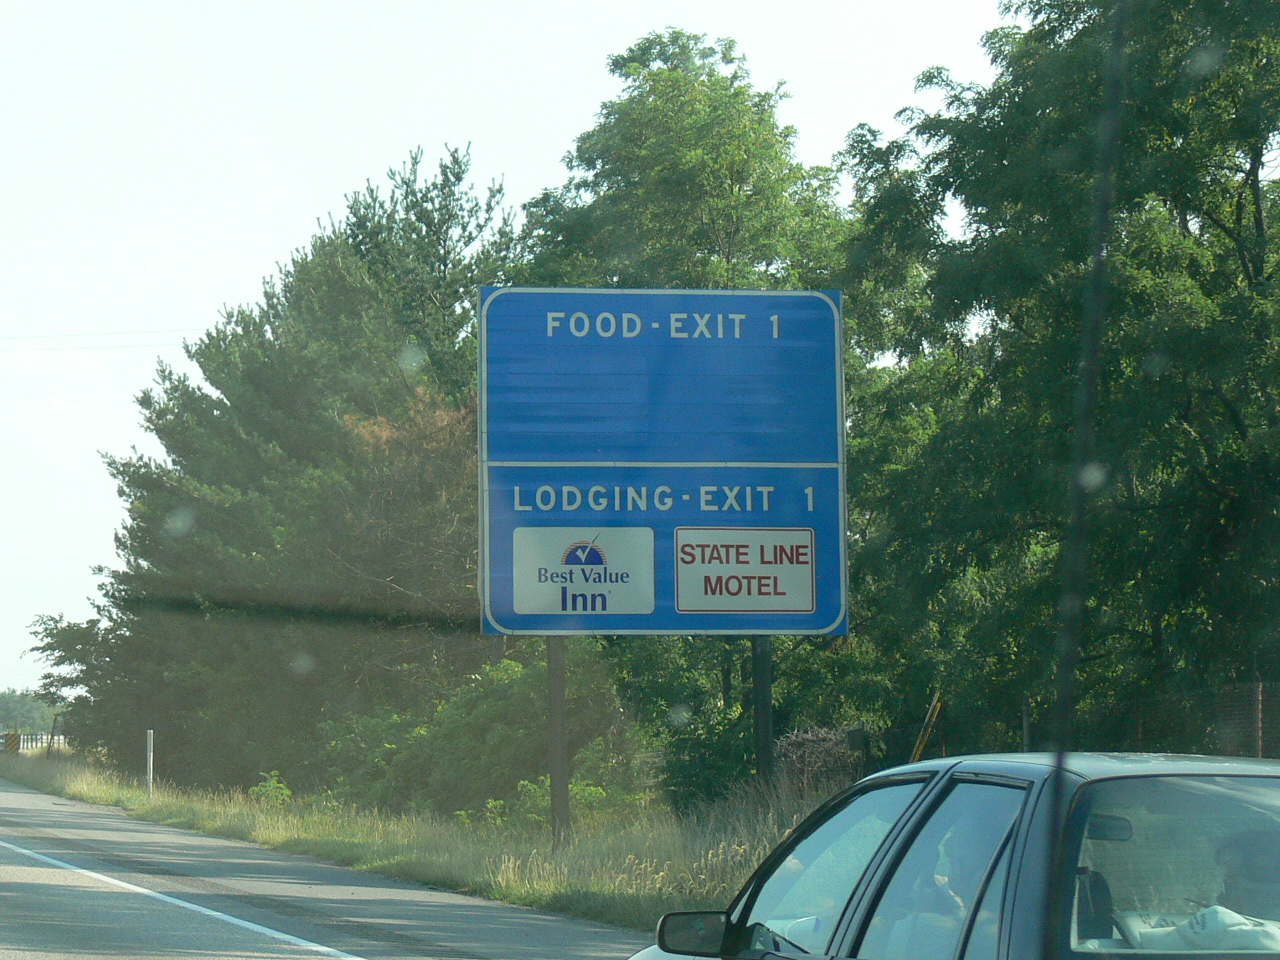 FOOD - EXIT 1
LODGING - EXIT 1
Best Value
Inn
STATE LINE
MOTEL